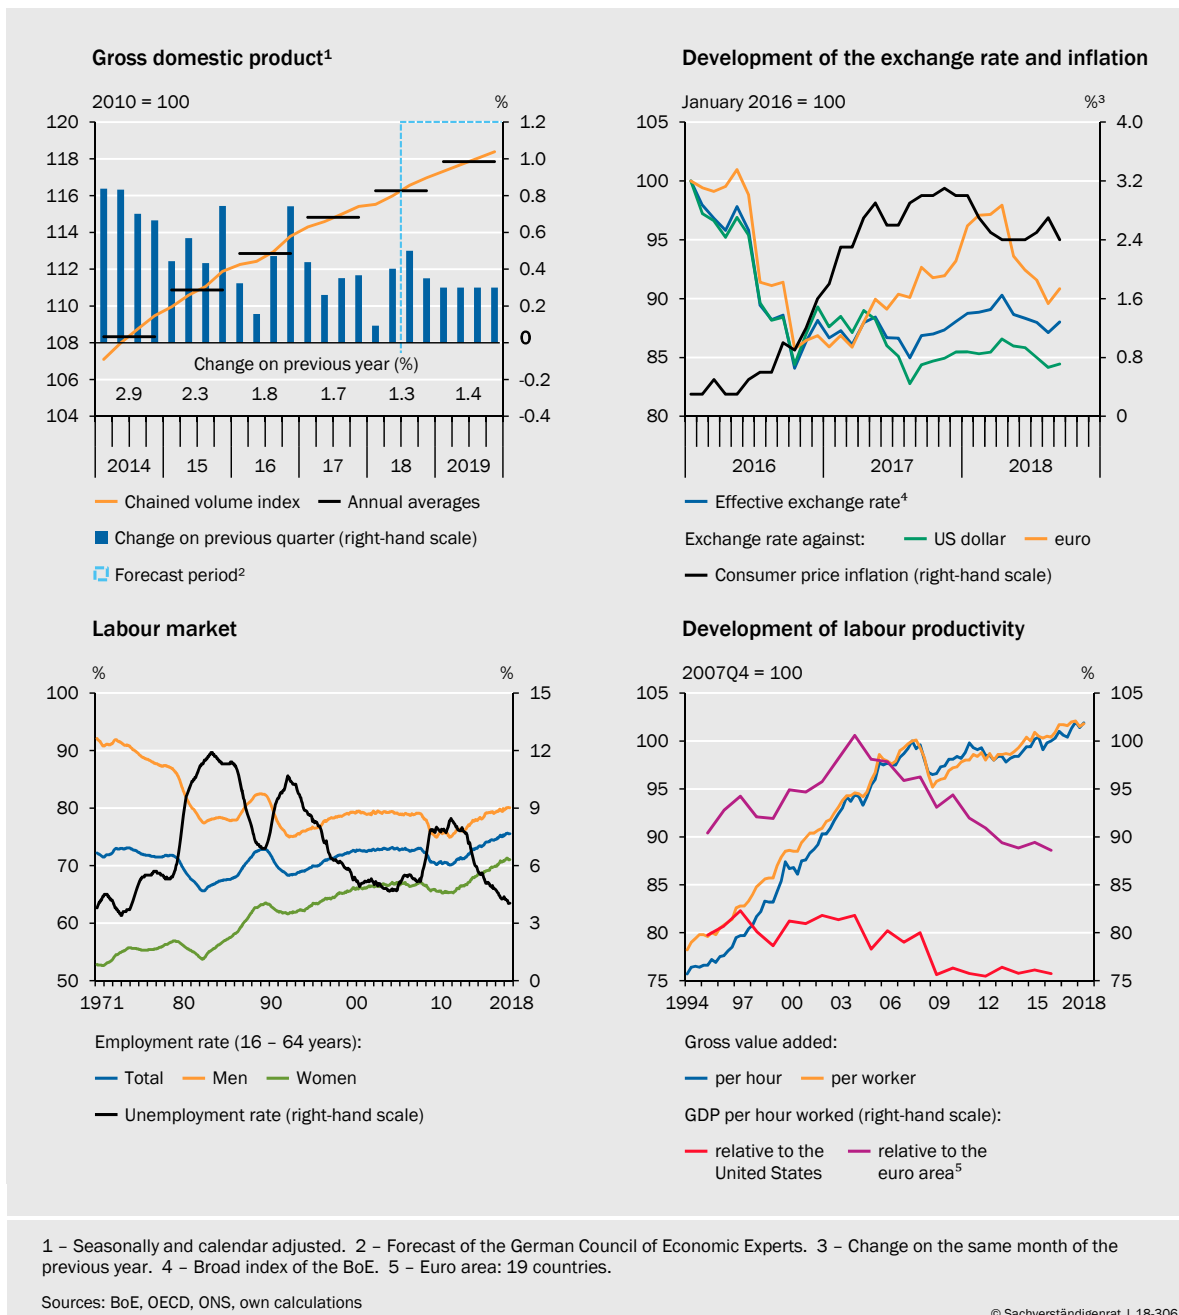 Gross domestic product¹
2010 = 100 %
120 1.2
118 1.0
116 0.8
114 0.6
112 0.4
110 0.2
108 0
106 -0.2
104 -0.4
Change on previous year (%)
2.9 2.3 1.8 1.7 1.3 1.4
2014 15 16 17 18 2019
Chained volume index Annual averages
Change on previous quarter (right-hand scale)
Forecast period²
Development of the exchange rate and inflation
January 2016 = 100 %³
105 4.0
100 3.2
95 2.4
90 1.6
85 0.8
80 0
2016 2017 2018
Effective exchange rate⁴
Exchange rate against: US dollar euro
Consumer price inflation (right-hand scale)
Labour market
% %
100 15
90 12
80 9
70 6
60 3
50 0
1971 80 90 00 10 2018
Employment rate (16 – 64 years):
Total Men Women
Unemployment rate (right-hand scale)
Development of labour productivity
2007Q4 = 100 %
105 105
100 100
95 95
90 90
85 85
80 80
75 75
1994 97 00 03 06 09 12 15 2018
Gross value added:
per hour per worker
GDP per hour worked (right-hand scale):
relative to the relative to the
United States euro area⁵
1 – Seasonally and calendar adjusted. 2 – Forecast of the German Council of Economic Experts. 3 – Change on the same month of the
previous year. 4 – Broad index of the BoE. 5 – Euro area: 19 countries.
Sources: BoE, OECD, ONS, own calculations
© Sachverständigenrat | 18-306